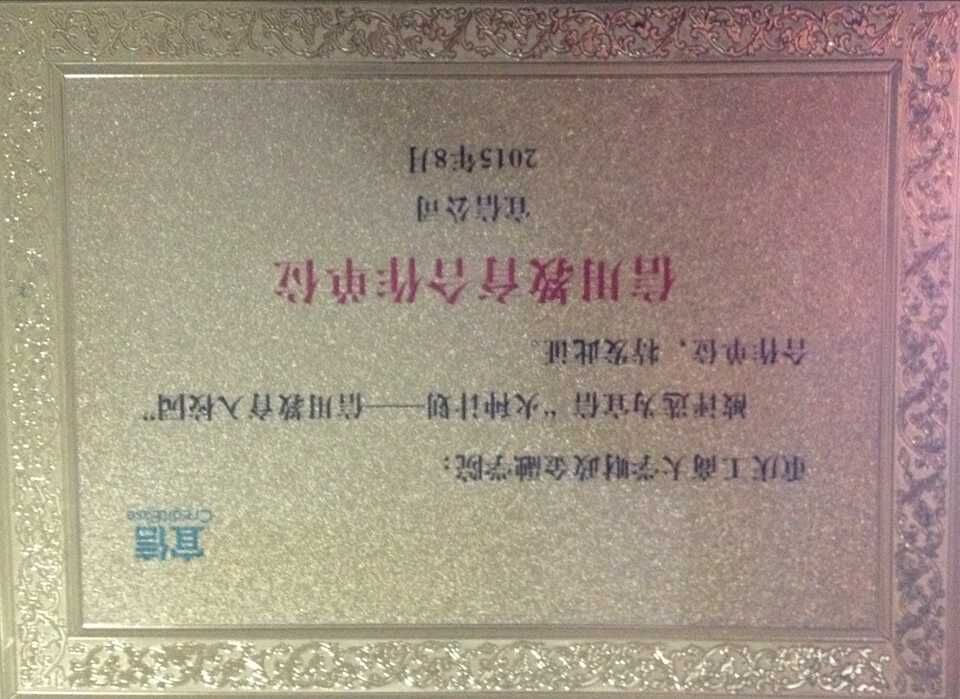 宜信
CreditEase
重庆工商大学财政金融学院：
被评选为宜信“火种计划——信用教育入校园”
合作单位，特发此证。
信用教育合作单位
宜信公司
2015年8月